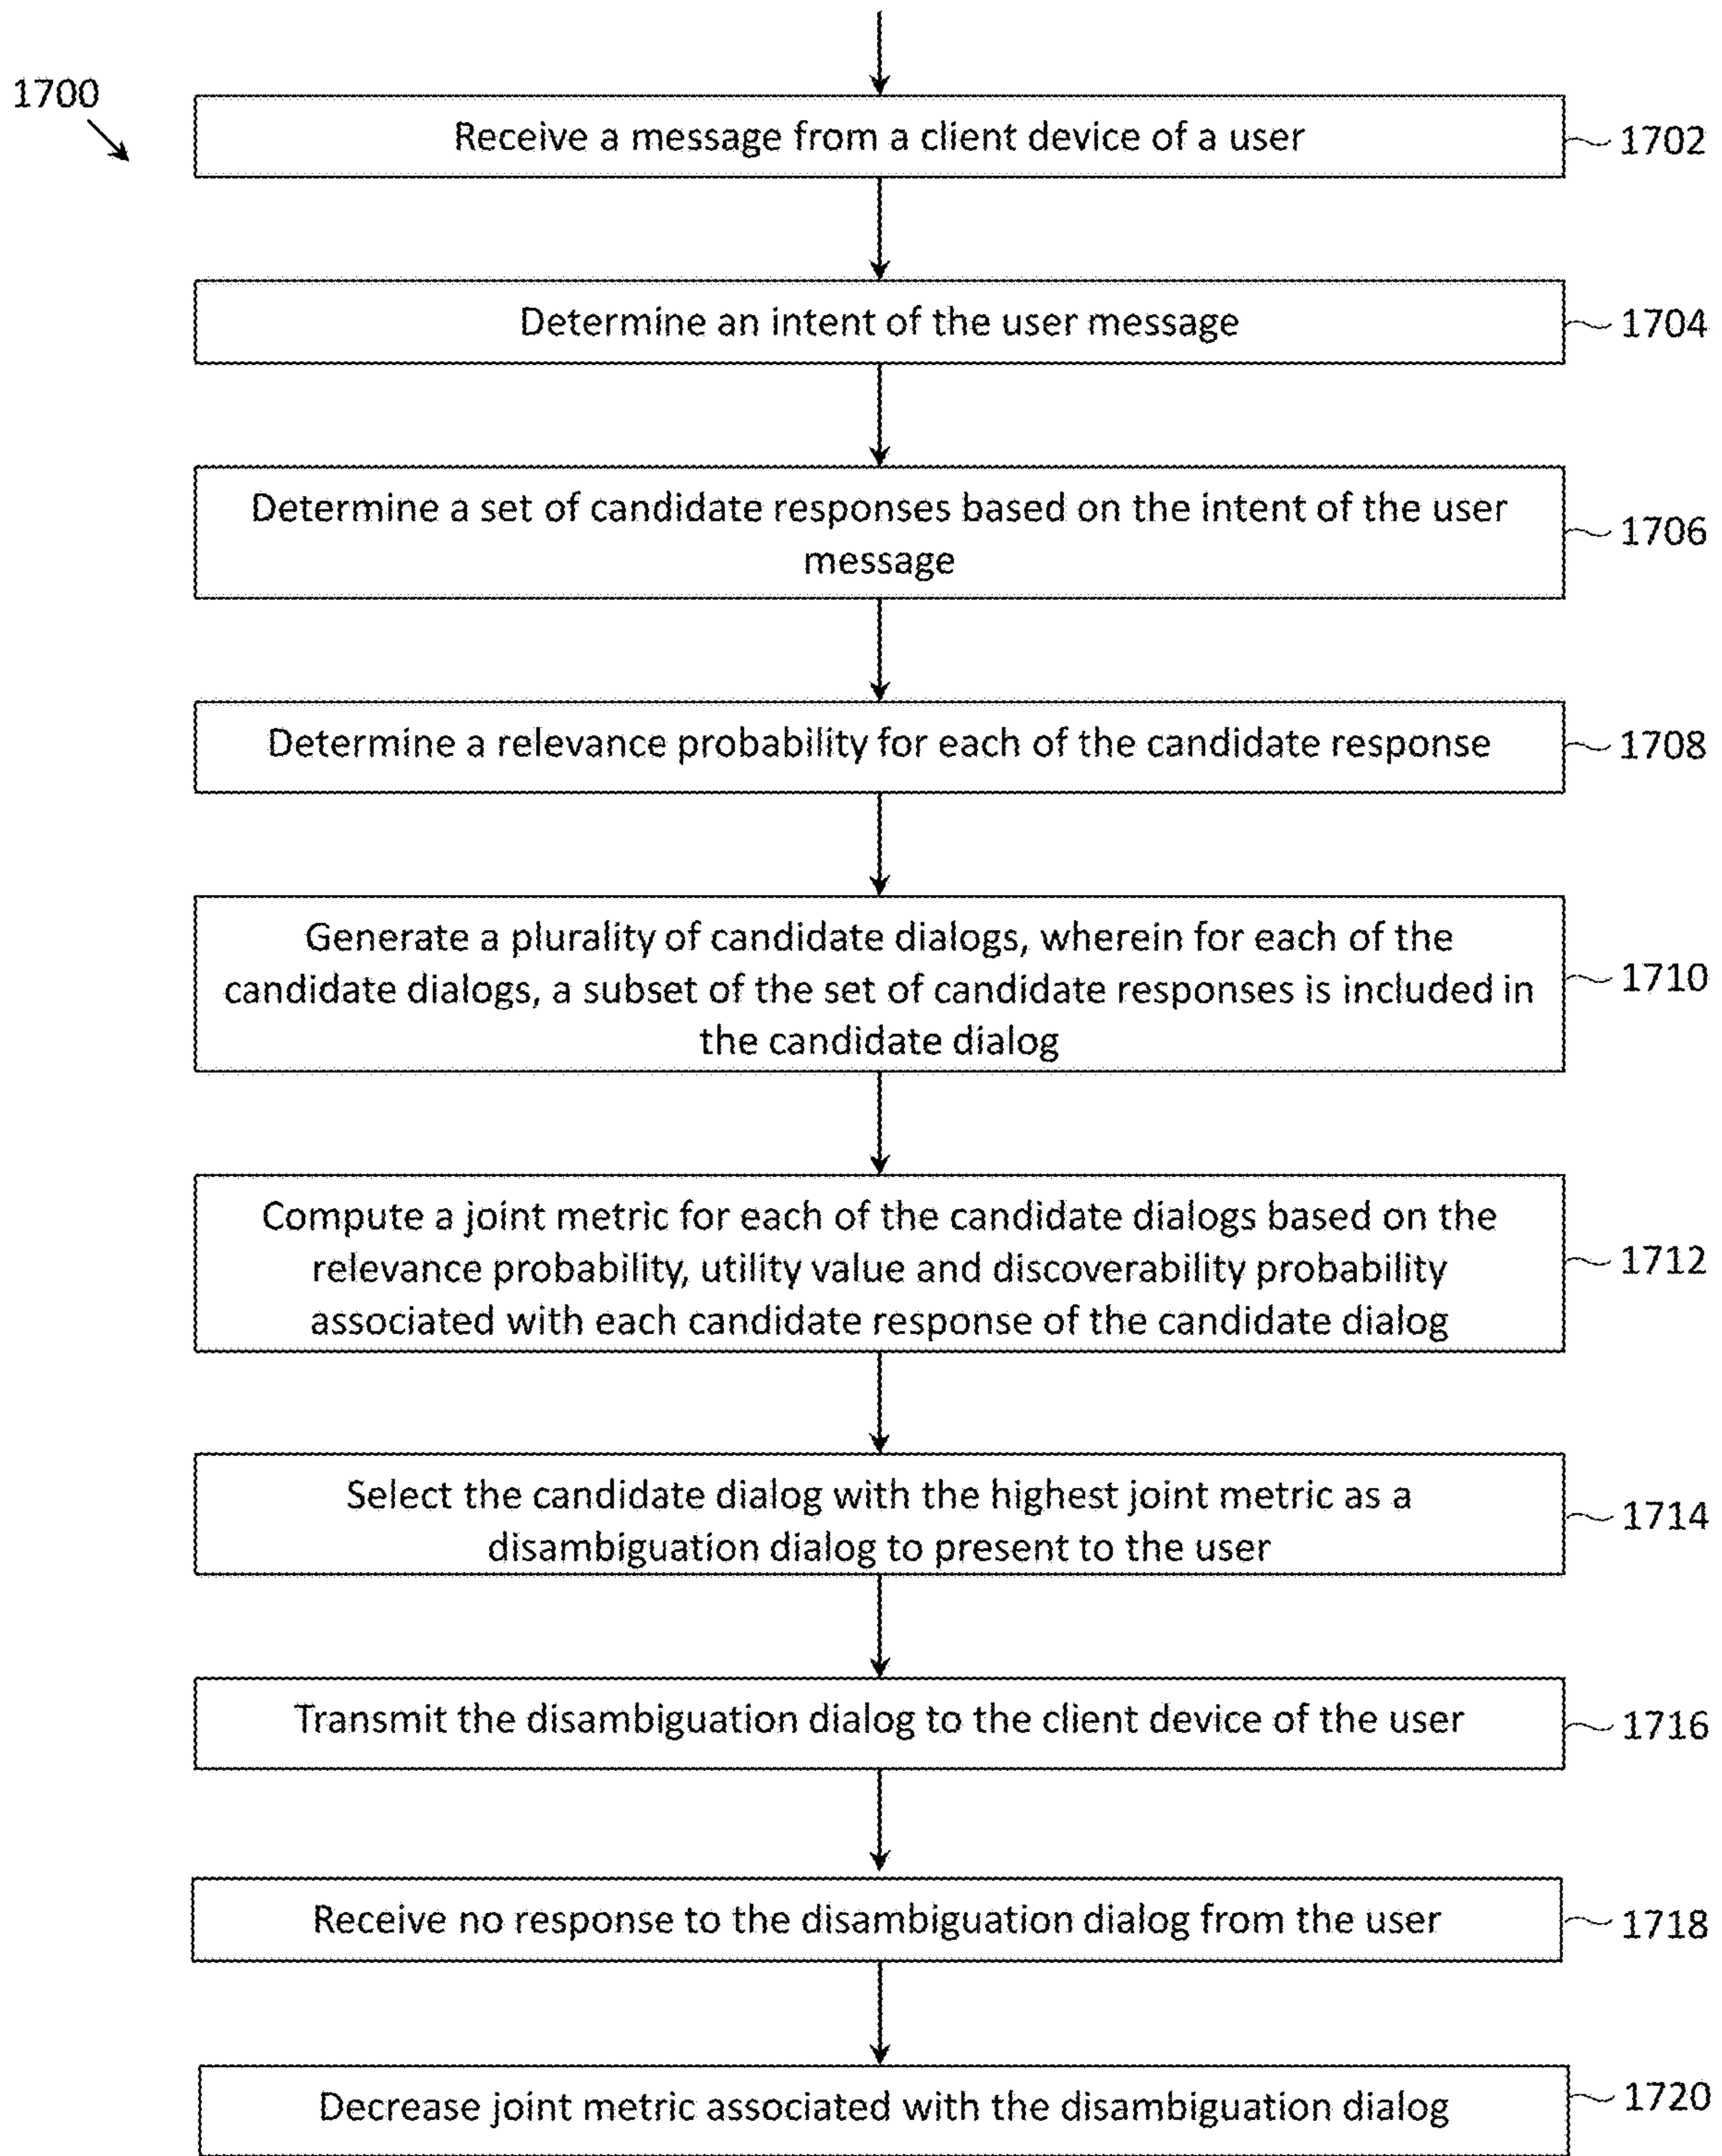 1700
Receive a message from a client device of a user
1702
Determine an intent of the user message
1704
Determine a set of candidate responses based on the intent of the user
message
1706
Determine a relevance probability for each of the candidate response
1708
Generate a plurality of candidate dialogs, wherein for each of the
candidate dialogs, a subset of the set of candidate responses is included in
the candidate dialog
1710
Compute a joint metric for each of the candidate dialogs based on the
relevance probability, utility value and discoverability probability
associated with each candidate response of the candidate dialog
1712
Select the candidate dialog with the highest joint metric as a
disambiguation dialog to present to the user
1714
Transmit the disambiguation dialog to the client device of the user
1716
Receive no response to the disambiguation dialog from the user
1718
Decrease joint metric associated with the disambiguation dialog
1720